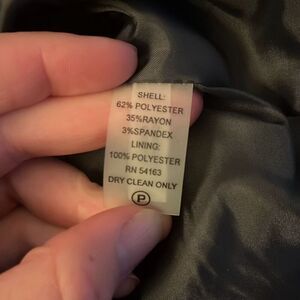 SHELL:
62% POLYESTER
35%RAYON
3%SPANDEX
LINING:
100% POLYESTER
RN 54163
DRY CLEAN ONLY
P